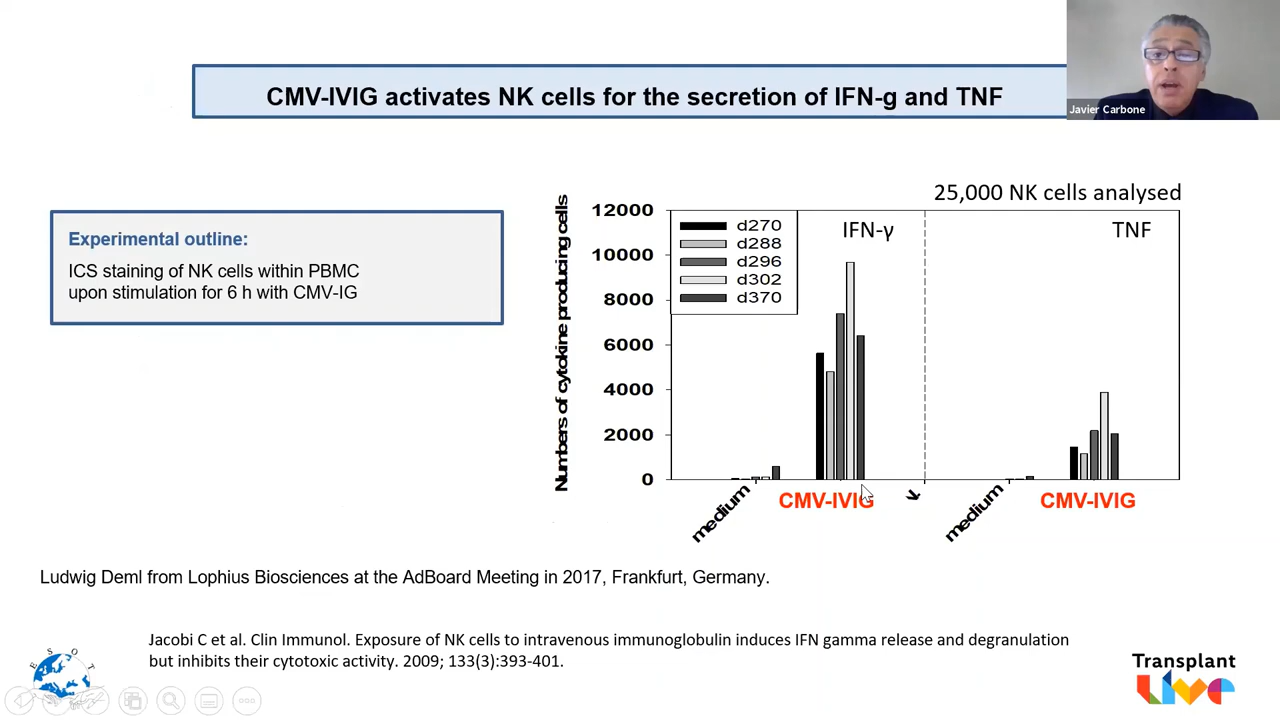 CMV-IVIG activates NK cells for the secretion of IFN-g and TNF
Javier Carbone
Experimental outline:
ICS staining of NK cells within PBMC
upon stimulation for 6 h with CMV-IG
25,000 NK cells analysed
Numbers of cytokine producing cells
12000
10000
8000
6000
4000
2000
0
d270
d288
d296
d302
d370
IFN-γ
TNF
medium
CMV-IVIG
medium
CMV-IVIG
Ludwig Deml from Lophius Biosciences at the AdBoard Meeting in 2017, Frankfurt, Germany.
Jacobi C et al. Clin Immunol. Exposure of NK cells to intravenous immunoglobulin induces IFN gamma release and degranulation
but inhibits their cytotoxic activity. 2009; 133(3):393-401.
ESOT
Transplant
Live